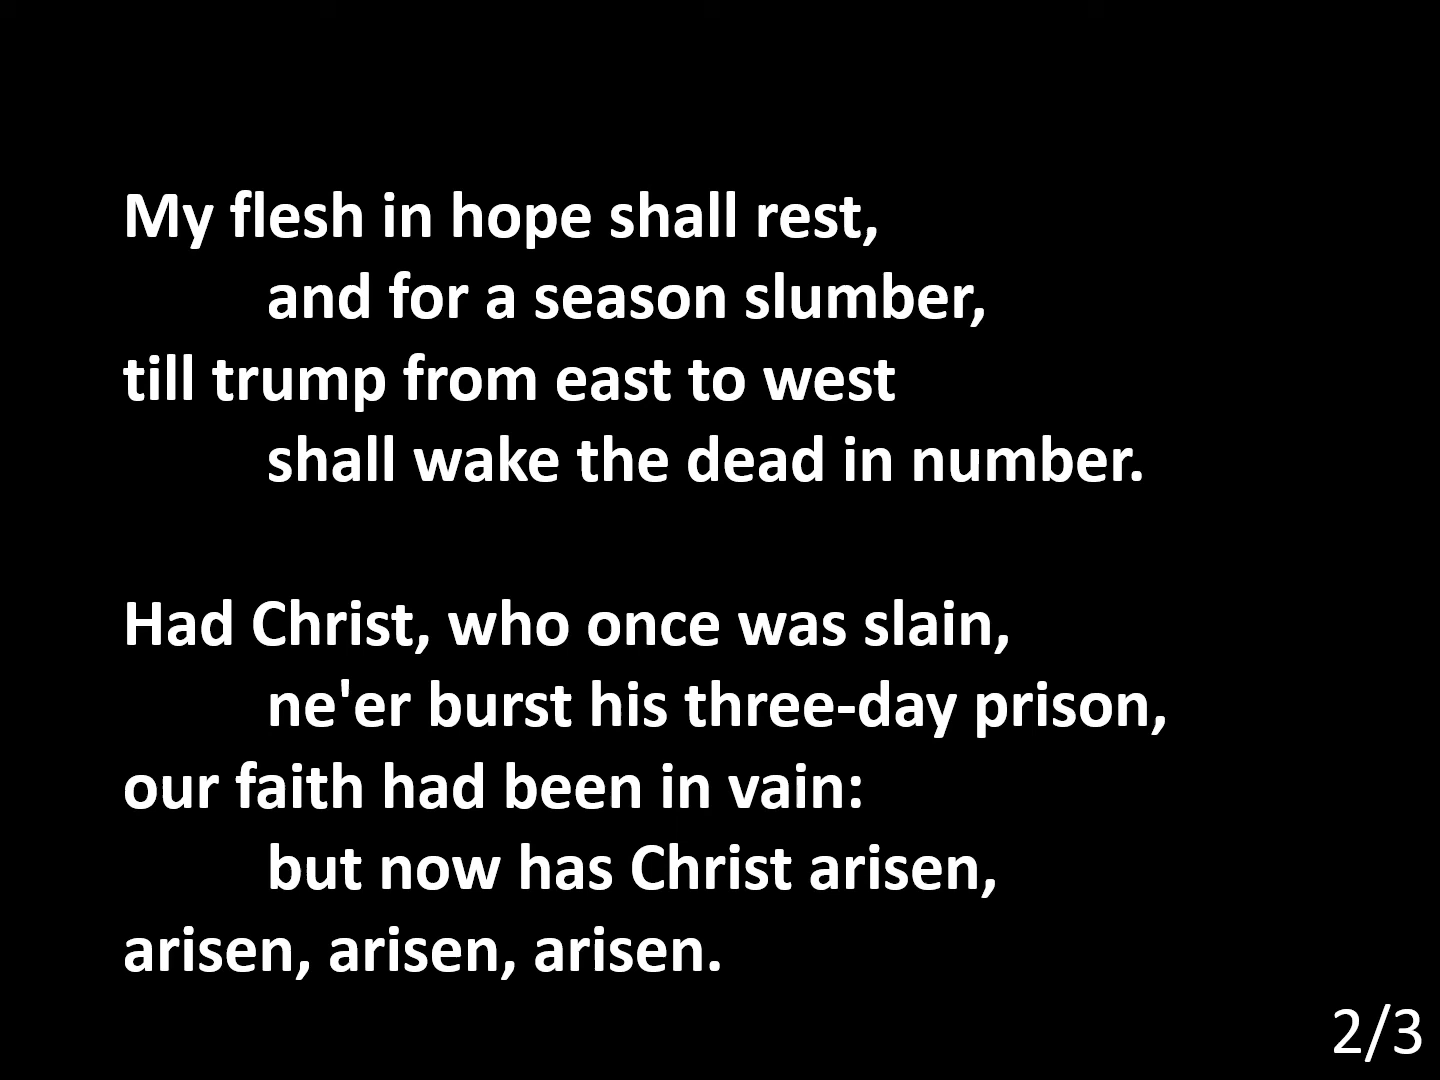 My flesh in hope shall rest,
and for a season slumber,
till trump from east to west
shall wake the dead in number.
Had Christ, who once was slain,
ne'er burst his three-day prison,
our faith had been in vain:
but now has Christ arisen,
arisen, arisen, arisen.
2/3